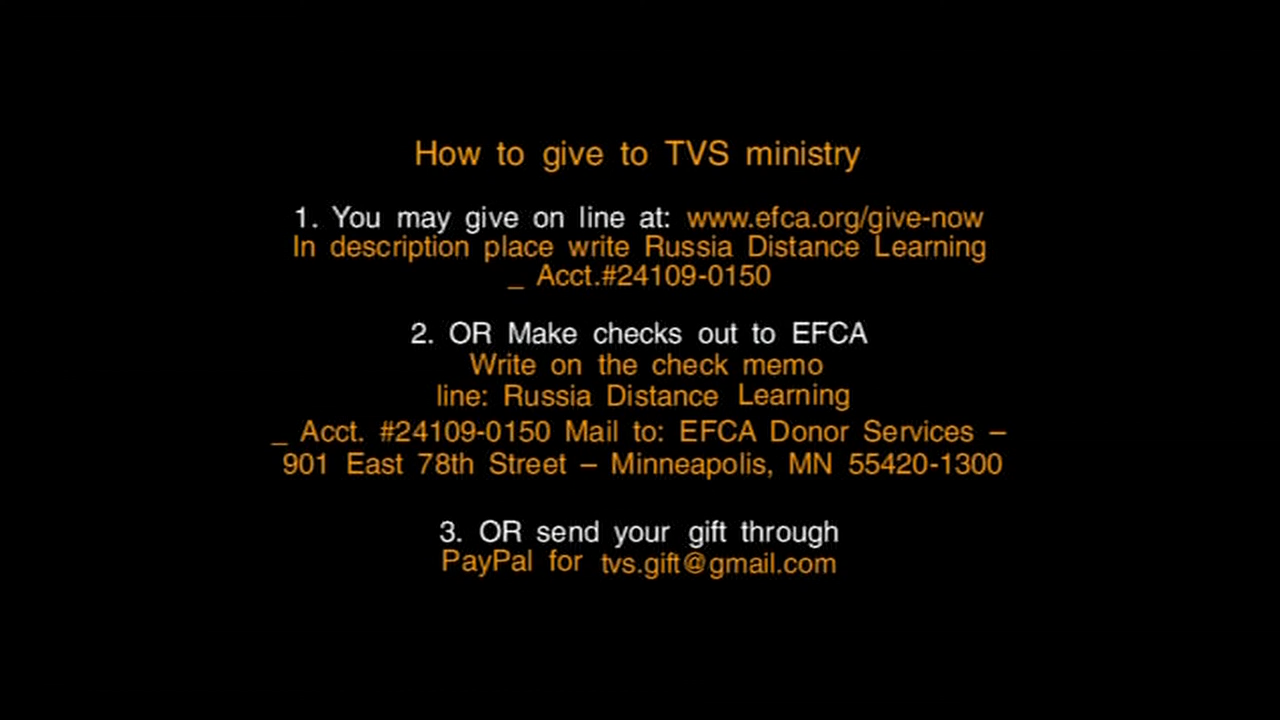 How to give to TVS ministry
1. You may give on line at: www.efca.org/give-now
In description place write Russia Distance Learning
_ Acct.#24109-0150
2. OR Make checks out to EFCA
Write on the check memo
line: Russia Distance Learning
_ Acct. #24109-0150 Mail to: EFCA Donor Services –
901 East 78th Street – Minneapolis, MN 55420-1300
3. OR send your gift through
PayPal for tvs.gift@gmail.com